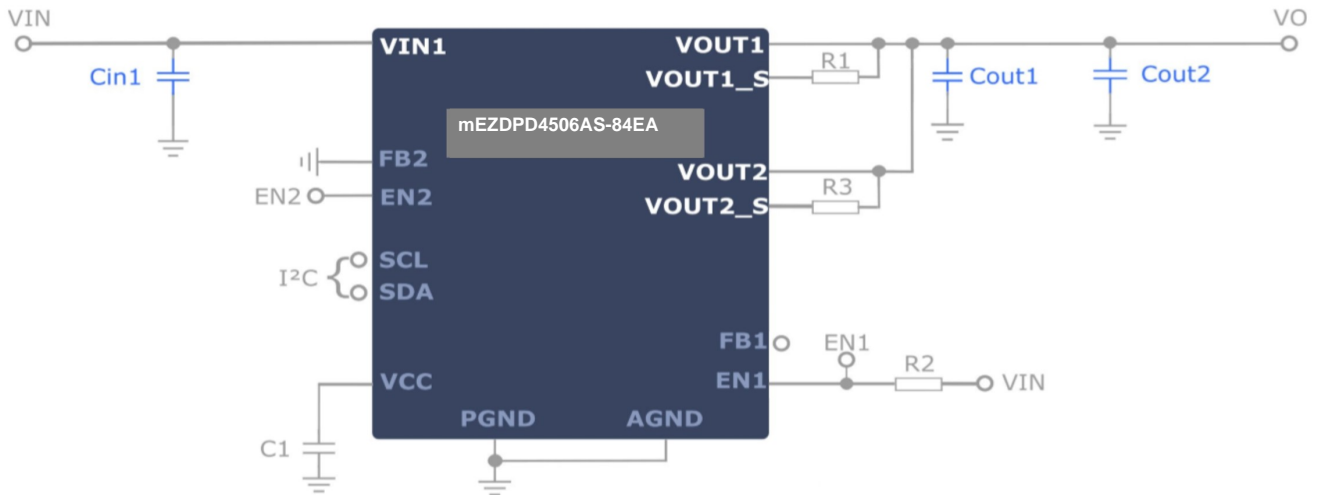 VIN
VO
VIN1
VOUT1
R1
Cin1
VOUT1_S
Cout1
Cout2
mEZDPD4506AS-84EA
FB2
VOUT2
EN2
EN2
R3
VOUT2_S
SCL
I²C
SDA
FB1
EN1
R2
VCC
EN1
VIN
PGND
AGND
C1